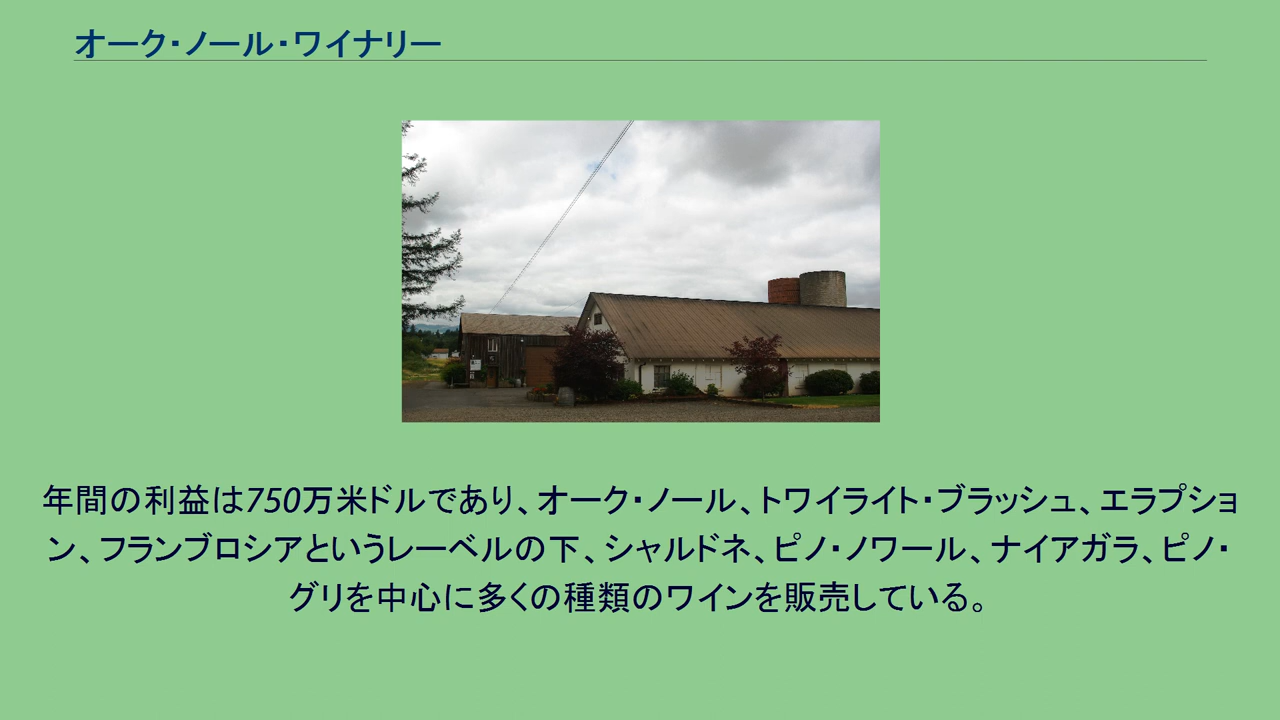 オーク・ノール・ワイナリー
年間の利益は750万米ドルであり、オーク・ノール、トワイライト・ブラッシュ、エラプショ
ン、フランブロシアというレーベルの下、シャルドネ、ピノ・ノワール、ナイアガラ、ピノ・
グリを中心に多くの種類のワインを販売している。